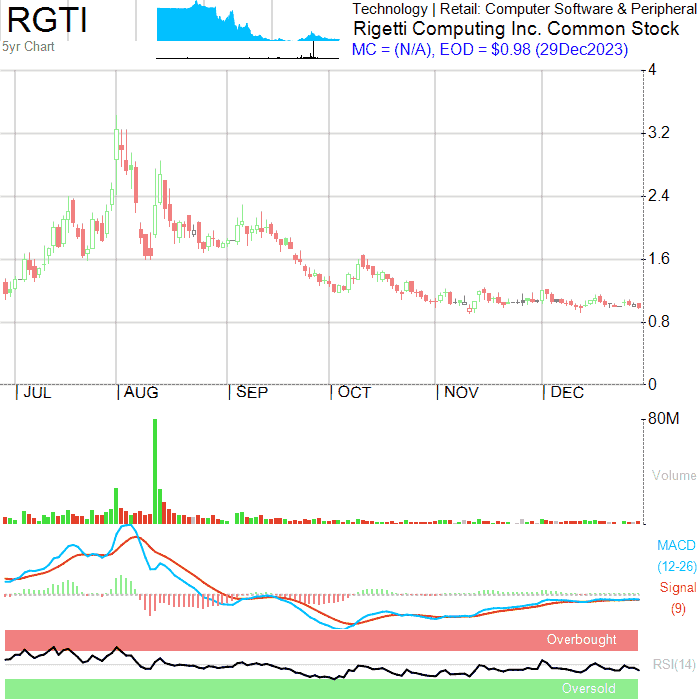 RGTI
5yr Chart
Technology | Retail: Computer Software & Peripheral
Rigetti Computing Inc. Common Stock
MC = (N/A), EOD = $0.98 (29Dec2023)
4
3.2
2.4
1.6
0.8
0
JUL AUG SEP OCT NOV DEC
80M
Volume
MACD
(12-26)
Signal
(9)
Overbought
RSI(14)
Oversold